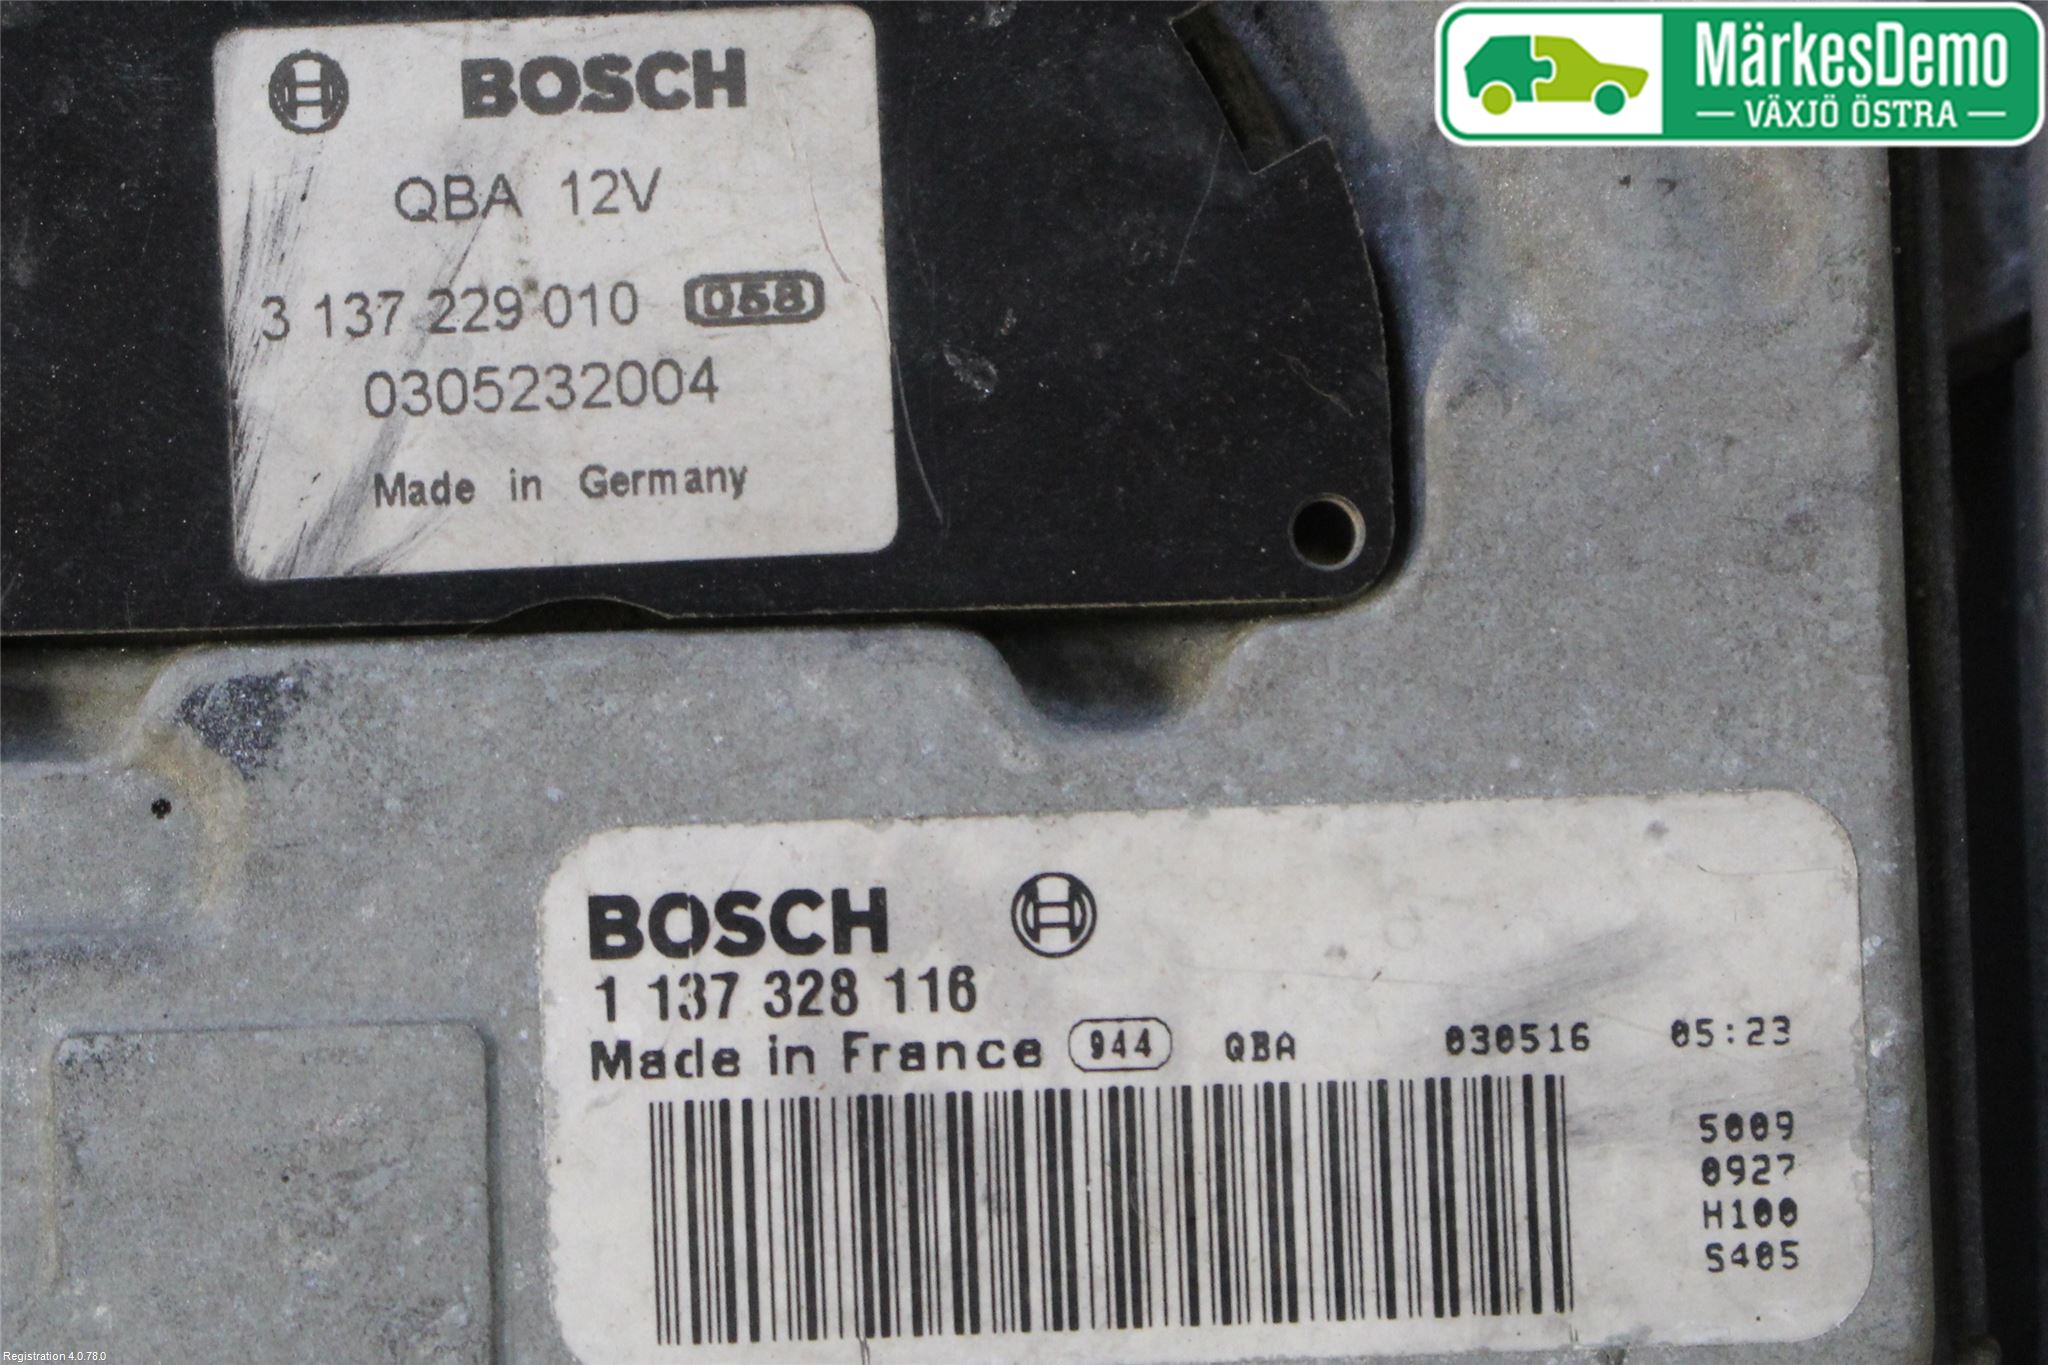 BOSCH
QBA 12V
3 137 229 010 058
0305232004
Made in Germany
MärkesDemo
VÄXJÖ ÖSTRA
BOSCH
1 137 328 116
Made in France 944 QBA 030516 05:23
5009
0927
H100
S405
Registration 4.0.78.0